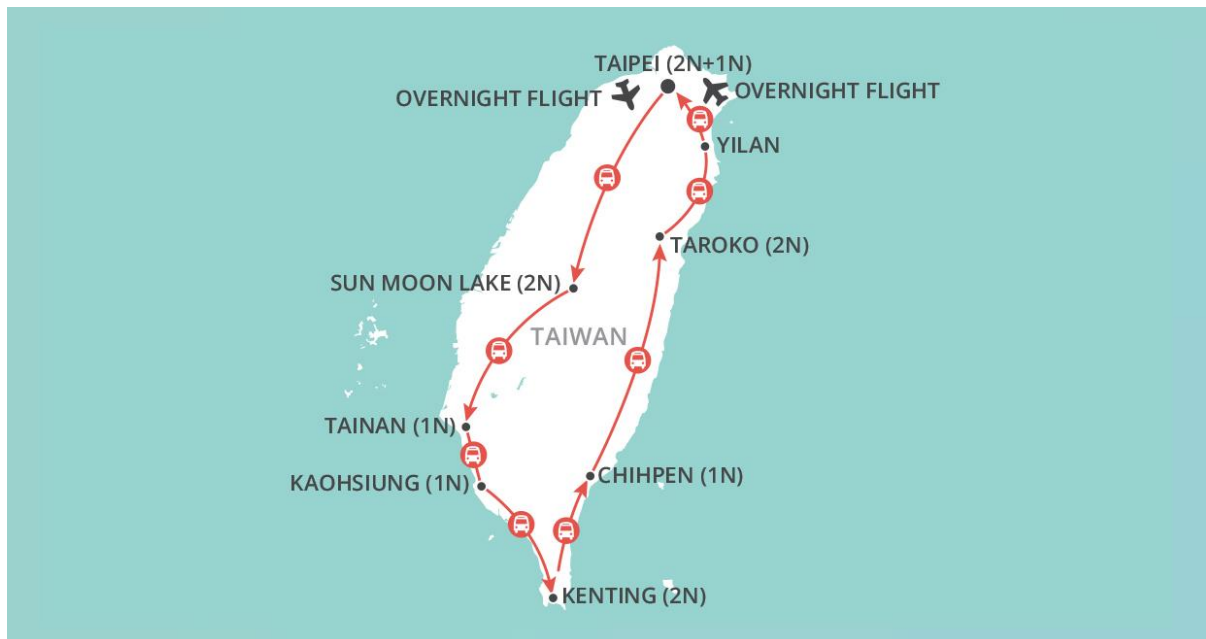 TAIPEI (2N+1N)
OVERNIGHT FLIGHT
OVERNIGHT FLIGHT
YILAN
TAROKO (2N)
SUN MOON LAKE (2N)
TAIWAN
TAINAN (1N)
KAOHSIUNG (1N)
CHIHPEN (1N)
KENTING (2N)